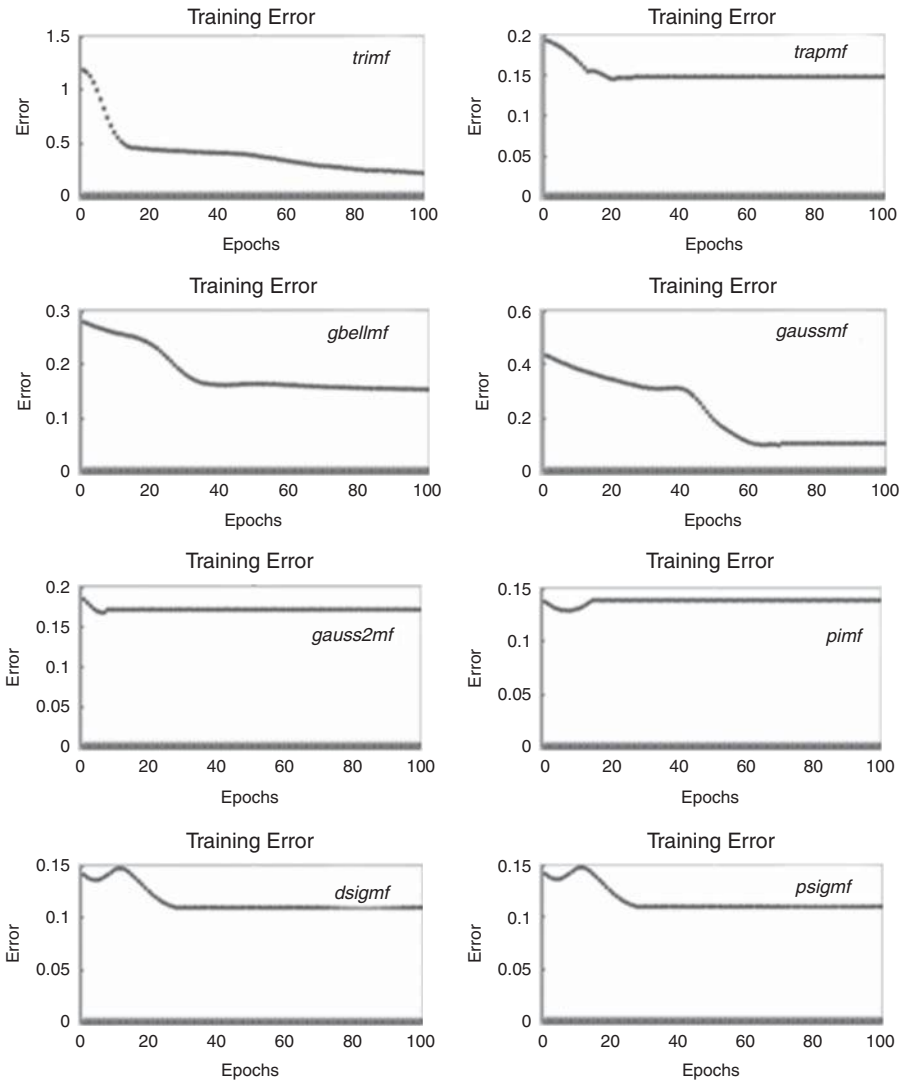 Training Error
trimf
1.5
1
0.5
0
Error
0 20 40 60 80 100
Epochs
Training Error
trapmf
0.2
0.15
0.1
0.05
0
Error
0 20 40 60 80 100
Epochs
Training Error
gbellmf
0.3
0.2
0.1
0
Error
0 20 40 60 80 100
Epochs
Training Error
gaussmf
0.6
0.4
0.2
0
Error
0 20 40 60 80 100
Epochs
Training Error
gauss2mf
0.2
0.15
0.1
0.05
0
Error
0 20 40 60 80 100
Epochs
Training Error
pimf
0.15
0.1
0.05
0
Error
0 20 40 60 80 100
Epochs
Training Error
dsigmf
0.15
0.1
0.05
0
Error
0 20 40 60 80 100
Epochs
Training Error
psigmf
0.15
0.1
0.05
0
Error
0 20 40 60 80 100
Epochs